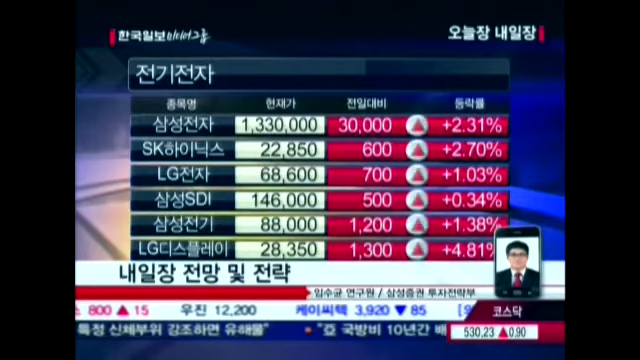 한국일보 미디어그룹
오늘장 내일장
전기전자
종목명 현재가 전일대비 등락률
삼성전자 1,330,000 30,000 ▲ +2.31%
SK하이닉스 22,850 600 ▲ +2.70%
LG전자 68,600 700 ▲ +1.03%
삼성SDI 146,000 500 ▲ +0.34%
삼성전기 88,000 1,200 ▲ +1.38%
LG디스플레이 28,350 1,300 ▲ +4.81%
내일장 전망 및 전략
임수균 연구원 / 삼성증권 투자전략부
800 ▲ 15 우진 12,200 케이씨텍 3,920 ▼ 85
코스닥
특정 신체부위 강조하면 유해물" • "亞 국방비 10년간
530.23 ▲0.90